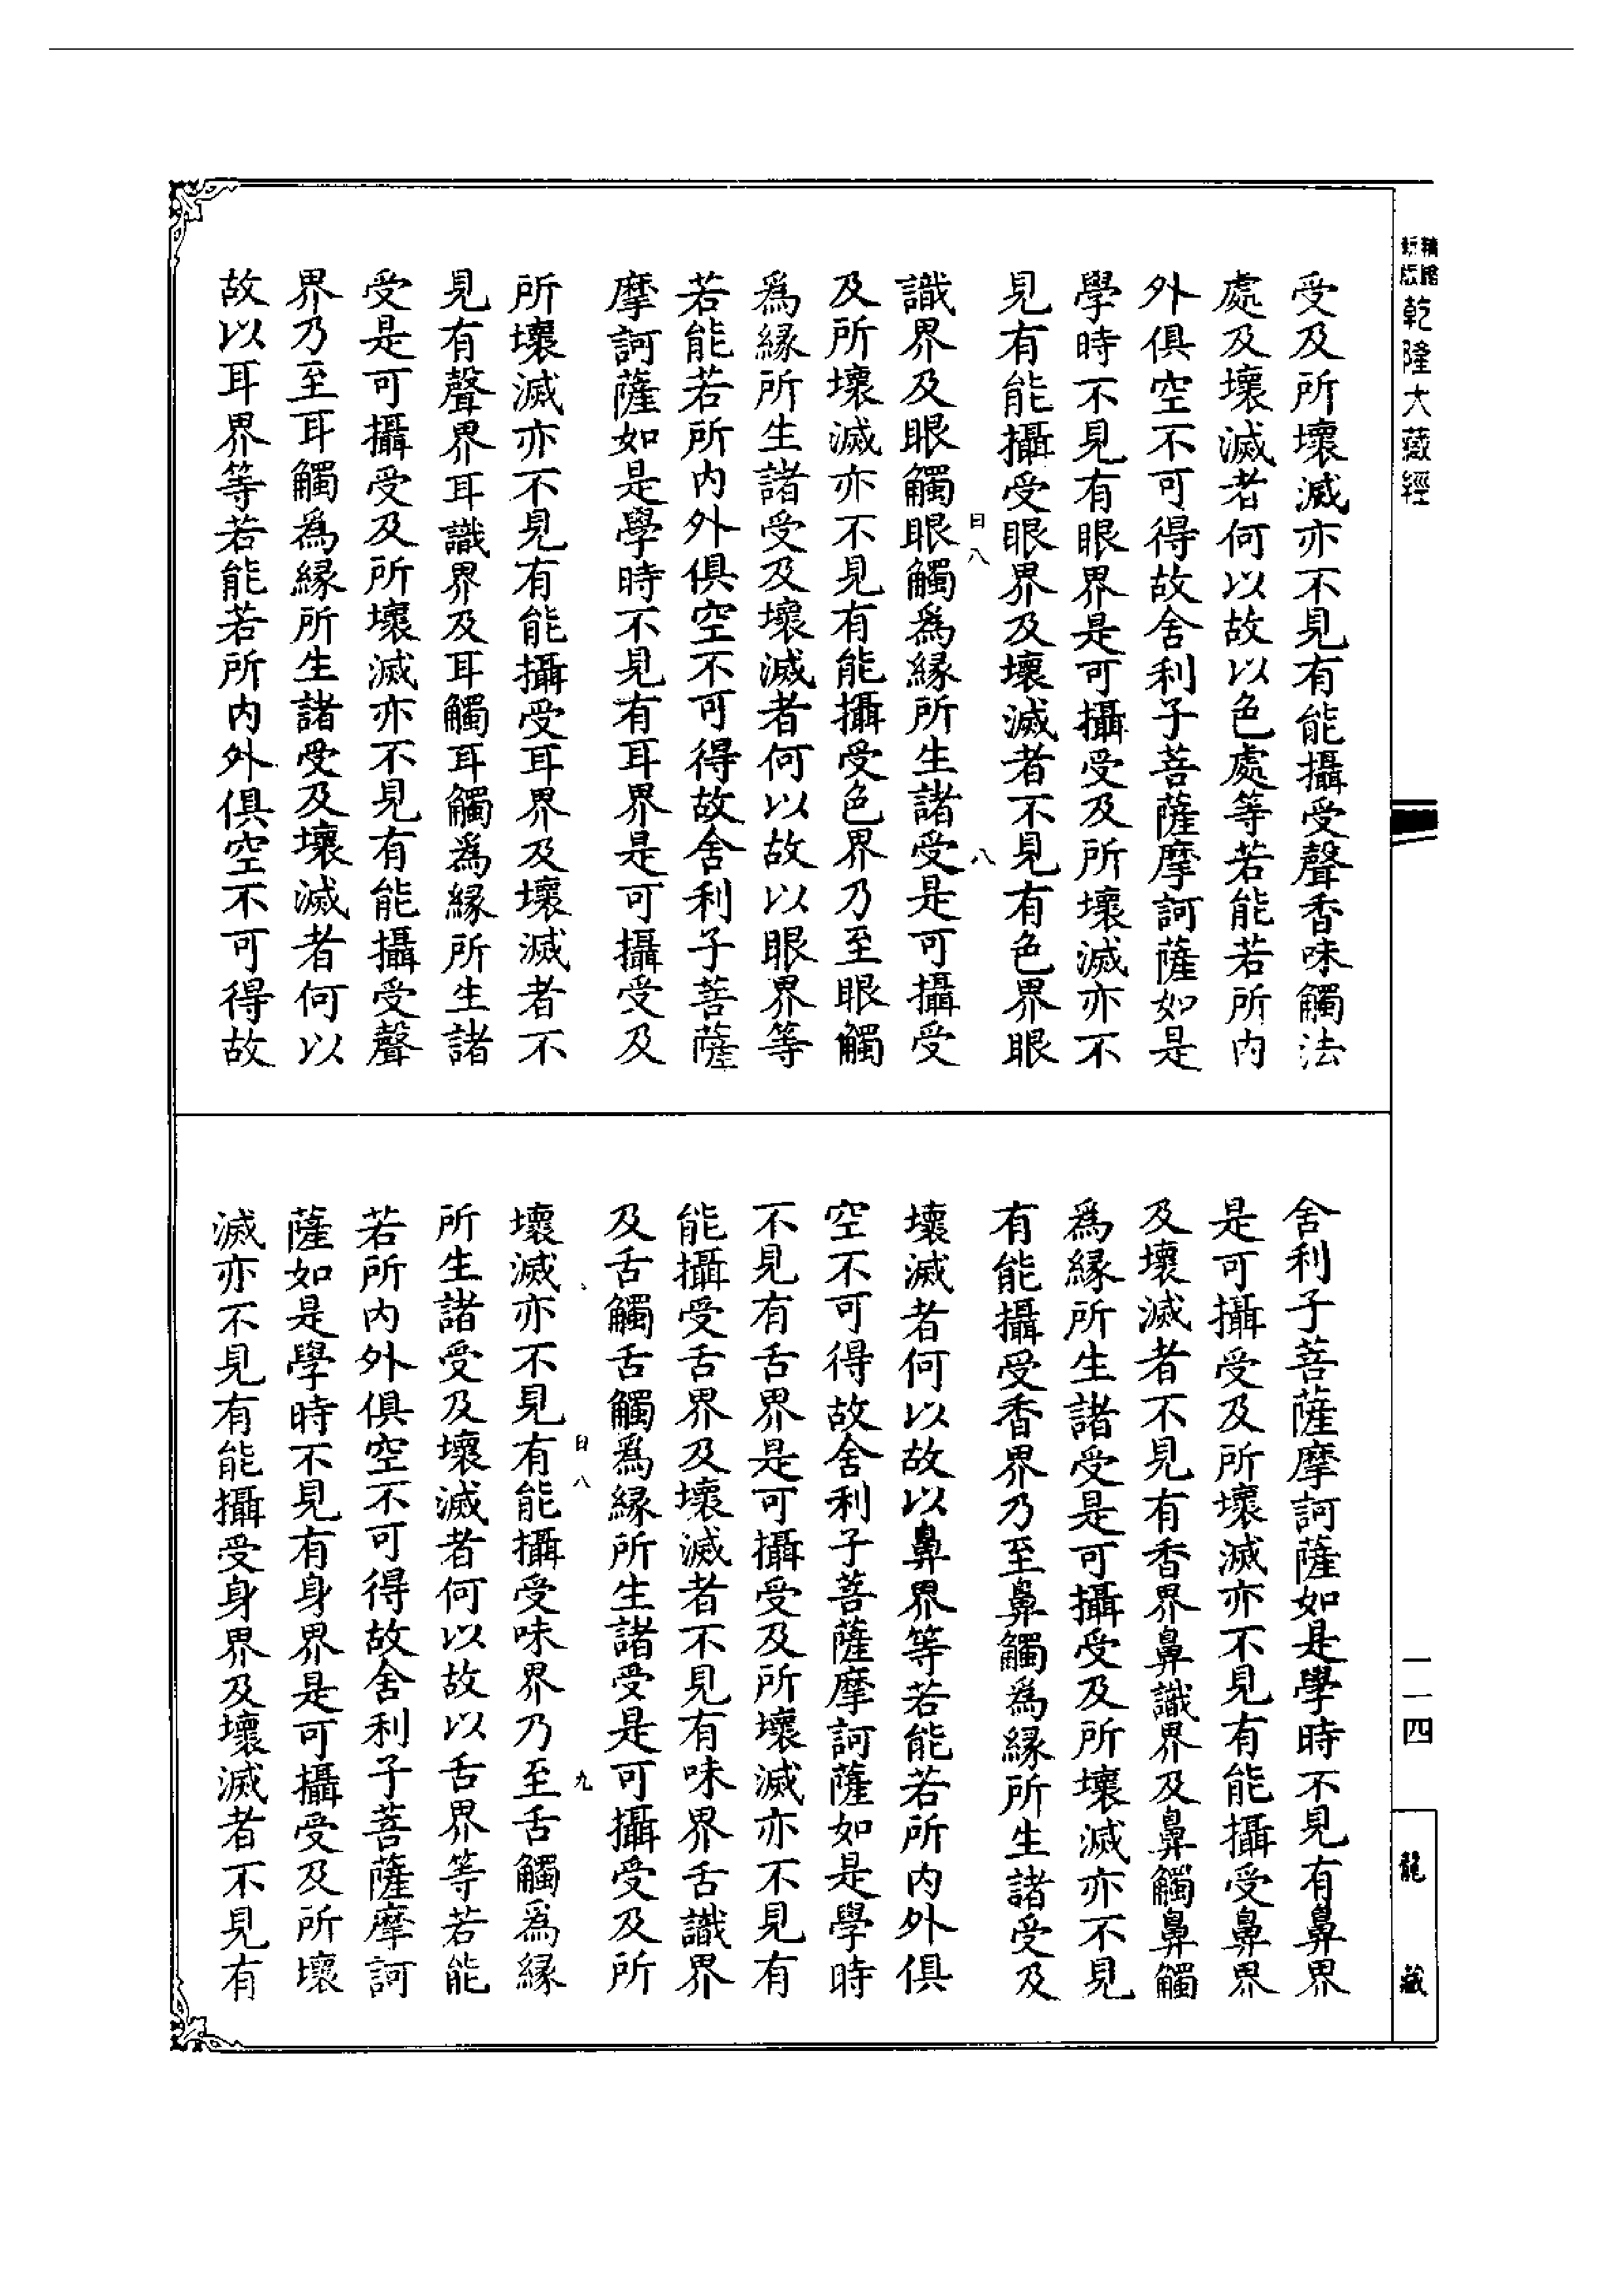 乾隆大藏經
一一四
龍藏
受及所壞滅亦不見有能攝受聲香味觸法
處及壞滅者何以故以色處等若能若所內
外俱空不可得故舍利子菩薩摩訶薩如是
學時不見有眼界是可攝受及所壞滅亦不
見有能攝受眼界及壞滅者不見有色界眼
日八 八
識界及眼觸眼觸爲緣所生諸受是可攝受
及所壞滅亦不見有能攝受色界乃至眼觸
爲緣所生諸受及壞滅者何以故以眼界等
若能若所內外俱空不可得故舍利子菩薩
摩訶薩如是學時不見有耳界是可攝受及
所壞滅亦不見有能攝受耳界及壞滅者不
見有聲界耳識界及耳觸耳觸爲緣所生諸
受是可攝受及所壞滅亦不見有能攝受聲
界乃至耳觸爲緣所生諸受及壞滅者何以
故以耳界等若能若所內外俱空不可得故
舍利子菩薩摩訶薩如是學時不見有鼻界
是可攝受及所壞滅亦不見有能攝受鼻界
及壞滅者不見有香界鼻識界及鼻觸鼻觸
爲緣所生諸受是可攝受及所壞滅亦不見
有能攝受香界乃至鼻觸爲緣所生諸受及
壞滅者何以故以鼻界等若能若所內外俱
空不可得故舍利子菩薩摩訶薩如是學時
不見有舌界是可攝受及所壞滅亦不見有
能攝受舌界及壞滅者不見有味界舌識界
及舌觸舌觸爲緣所生諸受是可攝受及所
日八 九
壞滅亦不見有能攝受味界乃至舌觸爲緣
所生諸受及壞滅者何以故以舌界等若能
若所內外俱空不可得故舍利子菩薩摩訶
薩如是學時不見有身界是可攝受及所壞
滅亦不見有能攝受身界及壞滅者不見有